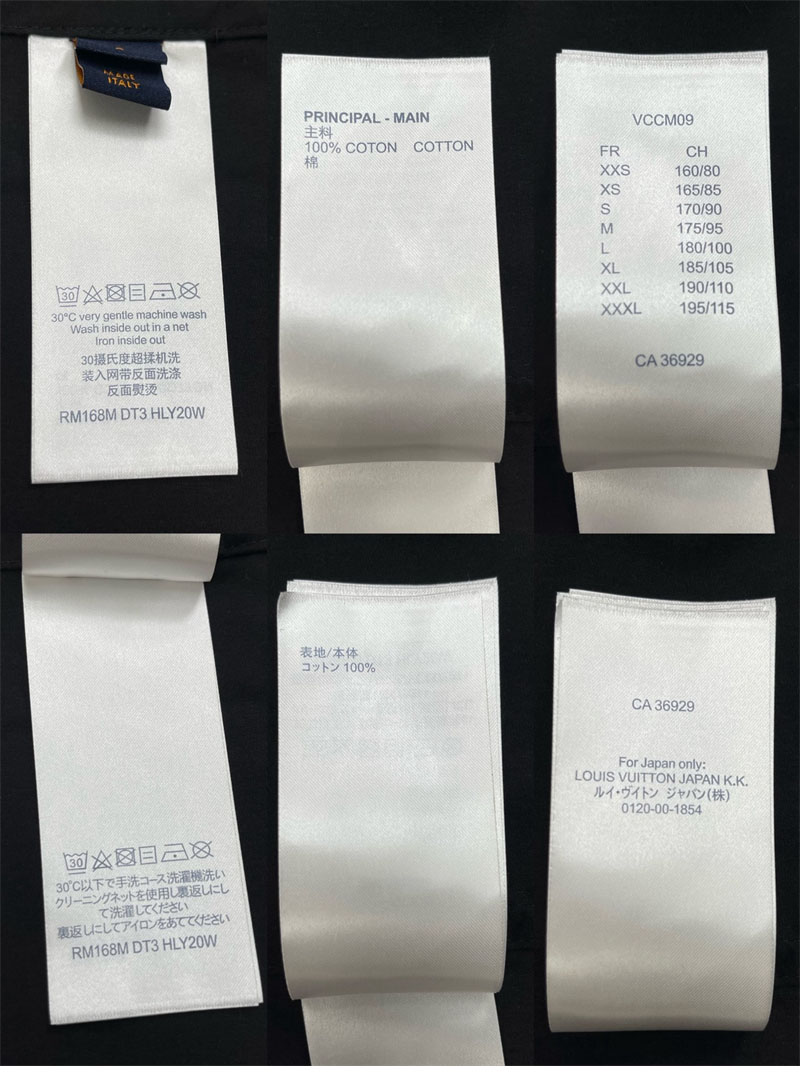 MADE
ITALY
30
30°C very gentle machine wash
Wash inside out in a net
Iron inside out
30摄氏度超揉机洗
装入网带反面洗涤
反面熨烫
RM168M DT3 HLY20W
PRINCIPAL - MAIN
主料
100% COTON COTTON
棉
VCCM09
FR CH
XXS 160/80
XS 165/85
S 170/90
M 175/95
L 180/100
XL 185/105
XXL 190/110
XXXL 195/115
CA 36929
30
30°C以下で手洗コース洗濯機洗い
クリーニングネットを使用し裏返しにし
て洗濯してください
裏返しにしてアイロンをあててください
RM168M DT3 HLY20W
表地/本体
コットン 100%
CA 36929
For Japan only:
LOUIS VUITTON JAPAN K.K.
ルイ・ヴイトン ジャパン(株)
0120-00-1854